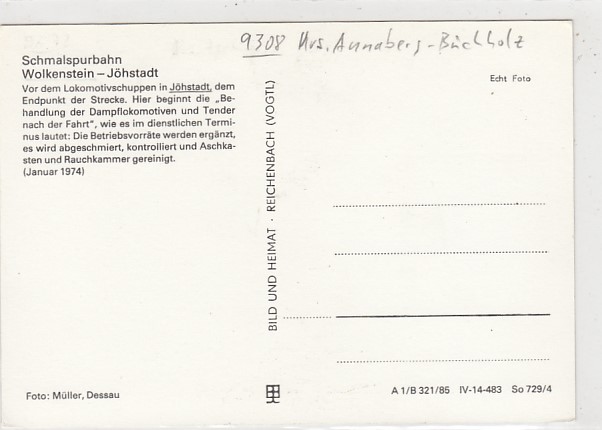 9308 Krs. Annaberg-Buchholz
Schmalspurbahn
Wolkenstein – Jöhstadt
Vor dem Lokomotivschuppen in Jöhstadt, dem
Endpunkt der Strecke. Hier beginnt die „Be-
handlung der Dampflokomotiven und Tender
nach der Fahrt“, wie es im dienstlichen Termi-
nus lautet: Die Betriebsvorräte werden ergänzt,
es wird abgeschmiert, kontrolliert und Aschka-
sten und Rauchkammer gereinigt.
(Januar 1974)
Foto: Müller, Dessau
BILD UND HEIMAT · REICHENBACH (VOGTL)
Echt Foto
A 1/B 321/85 IV-14-483 So 729/4